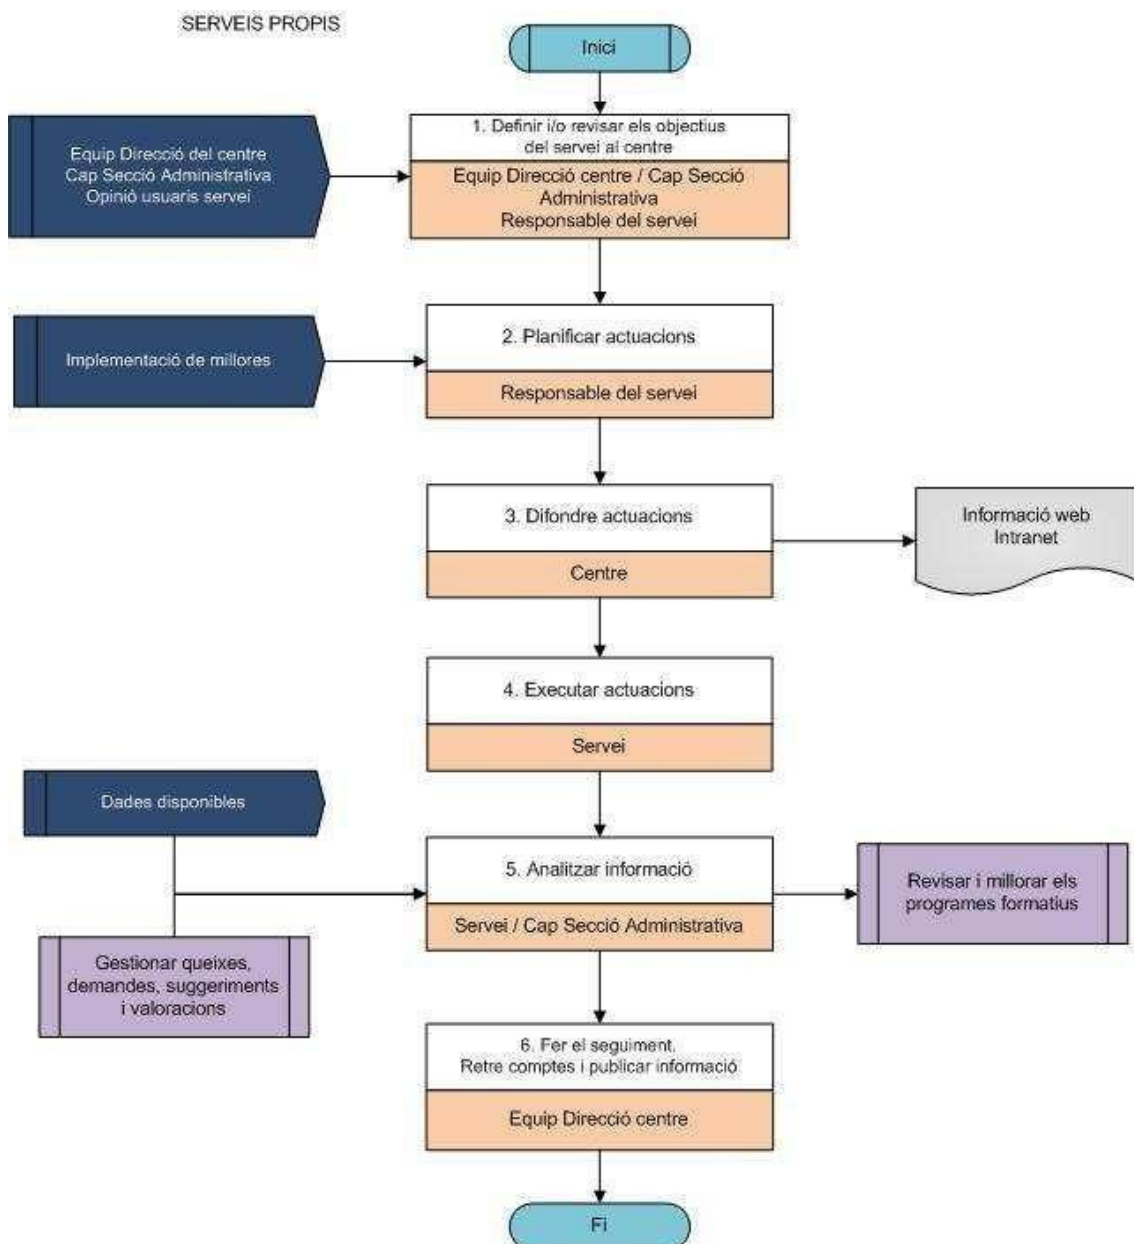 SERVEIS PROPIS
Inici
Equip Direcció del centre
Cap Secció Administrativa
Opinió usuaris servei
1. Definir i/o revisar els objectius
del servei al centre
Equip Direcció centre / Cap Secció
Administrativa
Responsable del servei
Implementació de millores
2. Planificar actuacions
Responsable del servei
3. Difondre actuacions
Centre
Informació web
Intranet
4. Executar actuacions
Servei
Dades disponibles
Gestionar queixes,
demandes, suggeriments
i valoracions
5. Analitzar informació
Servei / Cap Secció Administrativa
Revisar i millorar els
programes formatius
6. Fer el seguiment.
Retre comptes i publicar informació
Equip Direcció centre
Fi